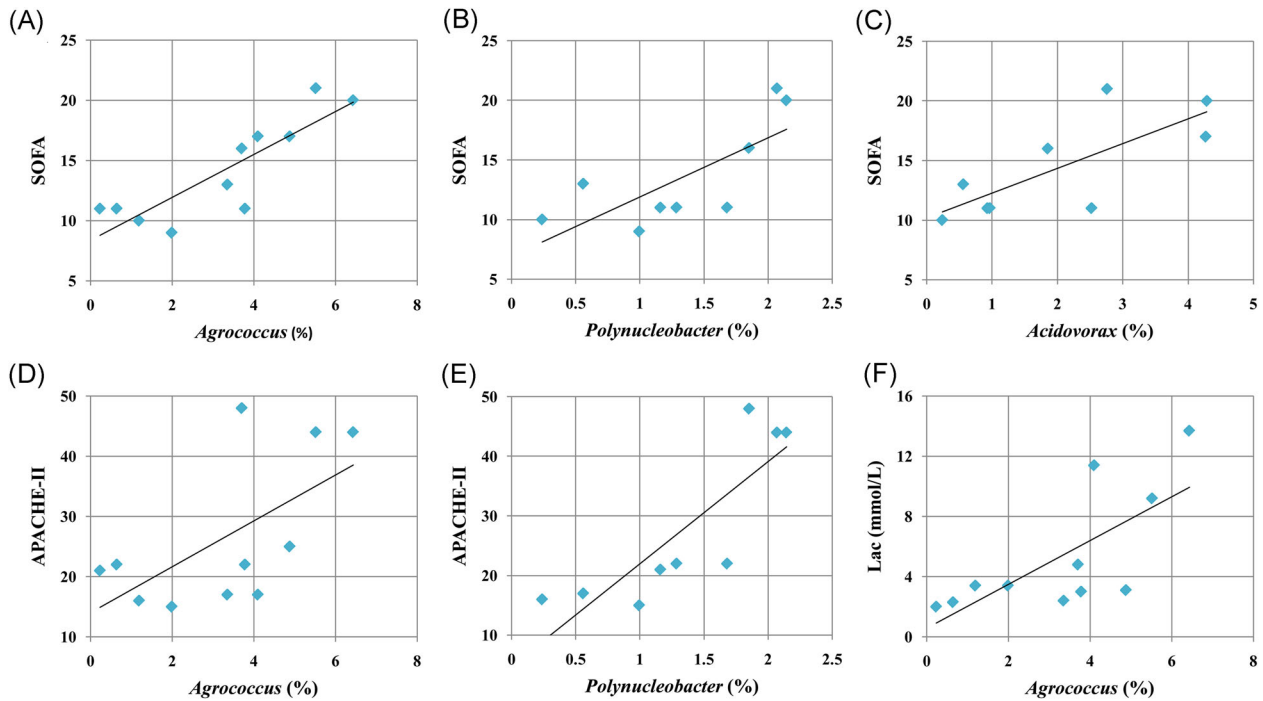 (A) (B) (C)
25 25 25
20 20 20
15 15 15
10 10 10
5 5 5
SOFA SOFA SOFA
0 2 4 6 8 0 0.5 1 1.5 2 2.5 0 1 2 3 4 5
Agrococcus (%) Polynucleobacter (%) Acidovorax (%)
(D) (E) (F)
50 50 16
40 40 12
30 30 8
20 20 4
10 10 0
APACHE-II APACHE-II Lac (mmol/L)
0 2 4 6 8 0 0.5 1 1.5 2 2.5 0 2 4 6 8
Agrococcus (%) Polynucleobacter (%) Agrococcus (%)